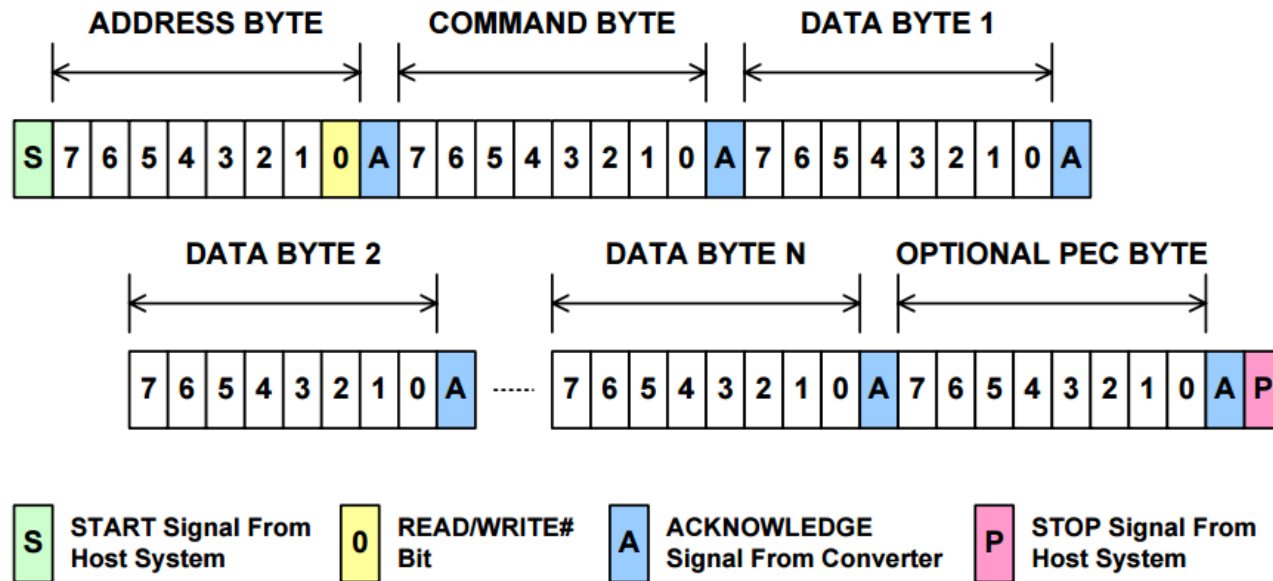 ADDRESS BYTE COMMAND BYTE DATA BYTE 1
S 7 6 5 4 3 2 1 0 A 7 6 5 4 3 2 1 0 A 7 6 5 4 3 2 1 0 A
DATA BYTE 2 DATA BYTE N OPTIONAL PEC BYTE
7 6 5 4 3 2 1 0 A ...... 7 6 5 4 3 2 1 0 A 7 6 5 4 3 2 1 0 A P
S START Signal From
Host System
0 READ/WRITE#
Bit
A ACKNOWLEDGE
Signal From Converter
P STOP Signal From
Host System